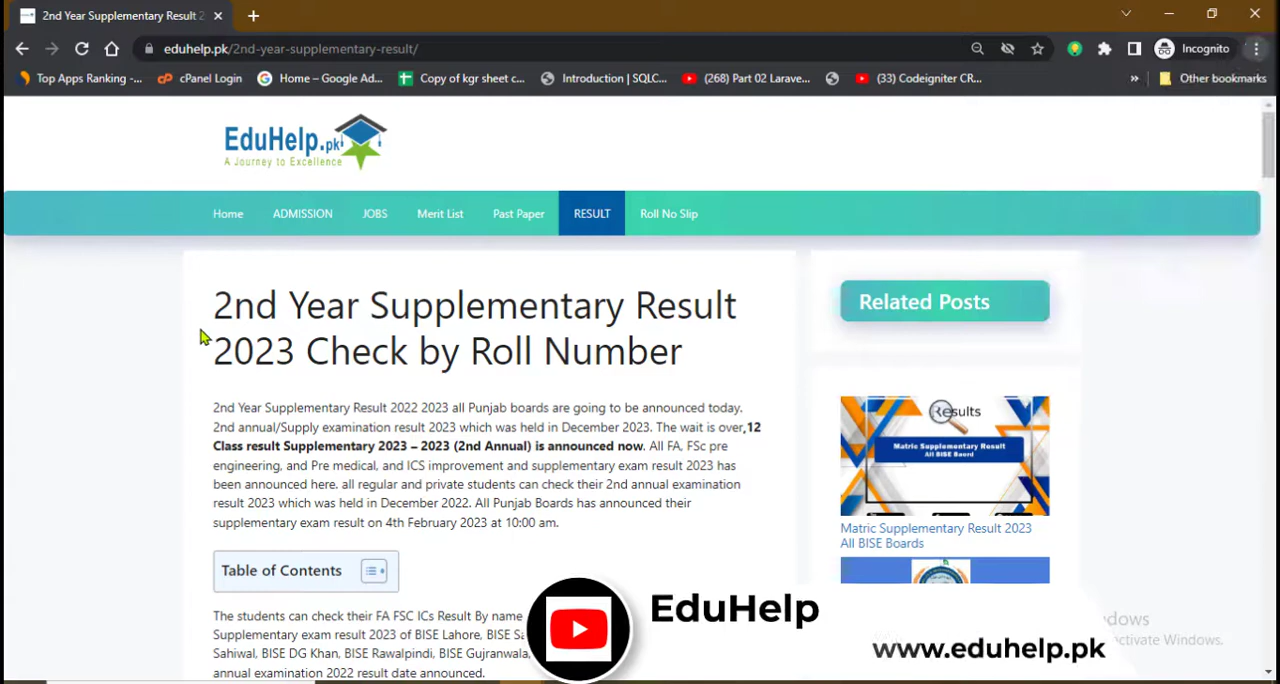 2nd Year Supplementary Result 2
eduhelp.pk/2nd-year-supplementary-result/
Incognito
Top Apps Ranking -...
cPanel Login
Home – Google Ad...
Copy of kgr sheet c...
Introduction | SQLC...
(268) Part 02 Larave...
(33) Codeigniter CR...
»
Other bookmarks
EduHelp.pk
A Journey to Excellence
Home
ADMISSION
JOBS
Merit List
Past Paper
RESULT
Roll No Slip
2nd Year Supplementary Result
2023 Check by Roll Number
2nd Year Supplementary Result 2022 2023 all Punjab boards are going to be announced today.
2nd annual/Supply examination result 2023 which was held in December 2023. The wait is over,12
Class result Supplementary 2023 – 2023 (2nd Annual) is announced now. All FA, FSc pre
engineering, and Pre medical, and ICS improvement and supplementary exam result 2023 has
been announced here. all regular and private students can check their 2nd annual examination
result 2023 which was held in December 2022. All Punjab Boards has announced their
supplementary exam result on 4th February 2023 at 10:00 am.
Table of Contents
The students can check their FA FSC ICs Result By name
Supplementary exam result 2023 of BISE Lahore, BISE
Sahiwal, BISE DG Khan, BISE Rawalpindi, BISE Gujranwala,
annual examination 2022 result date announced.
Related Posts
Results
Matric Supplementary Result
All BISE Board
Matric Supplementary Result 2023
All BISE Boards
EduHelp
www.eduhelp.pk